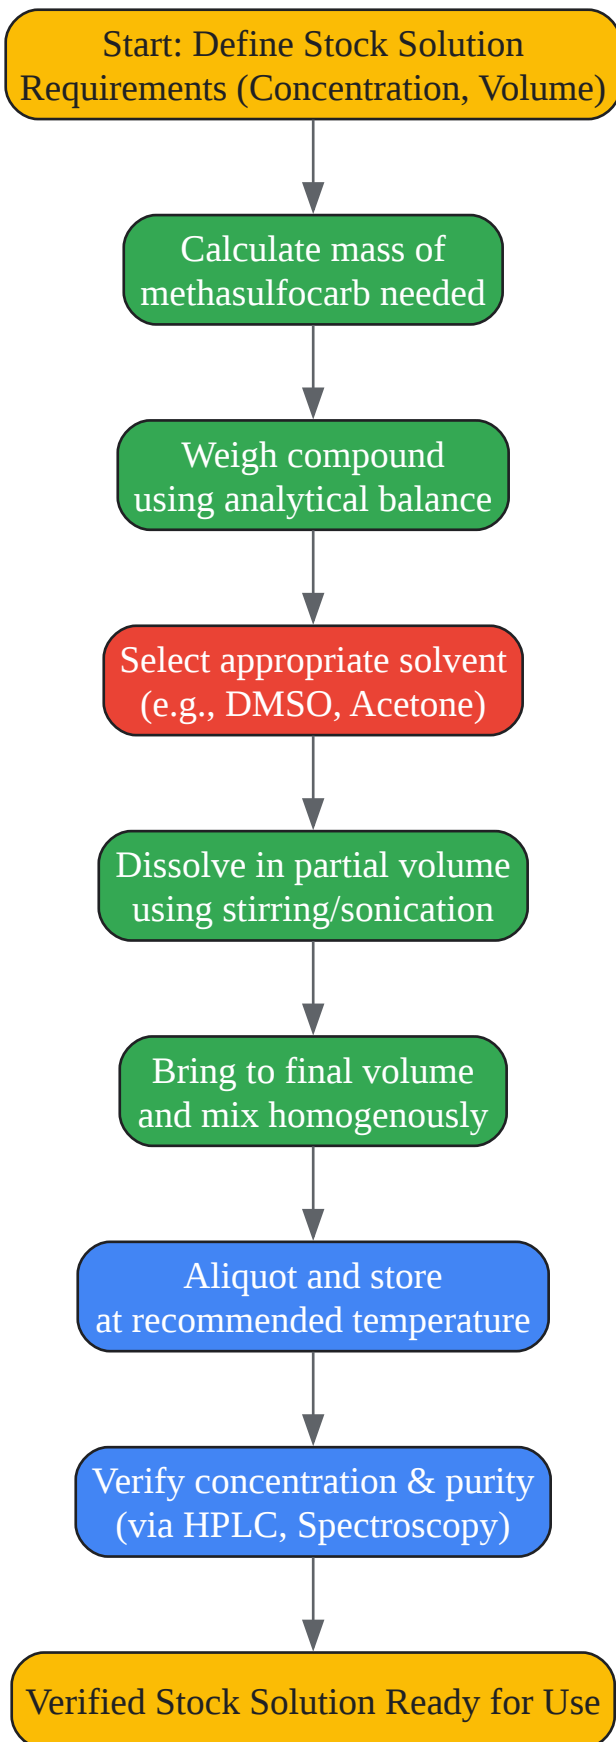 Start: Define Stock Solution
Requirements (Concentration, Volume)
Calculate mass of
methasulfocarb needed
Weigh compound
using analytical balance
Select appropriate solvent
(e.g., DMSO, Acetone)
Dissolve in partial volume
using stirring/sonication
Bring to final volume
and mix homogenously
Aliquot and store
at recommended temperature
Verify concentration & purity
(via HPLC, Spectroscopy)
Verified Stock Solution Ready for Use